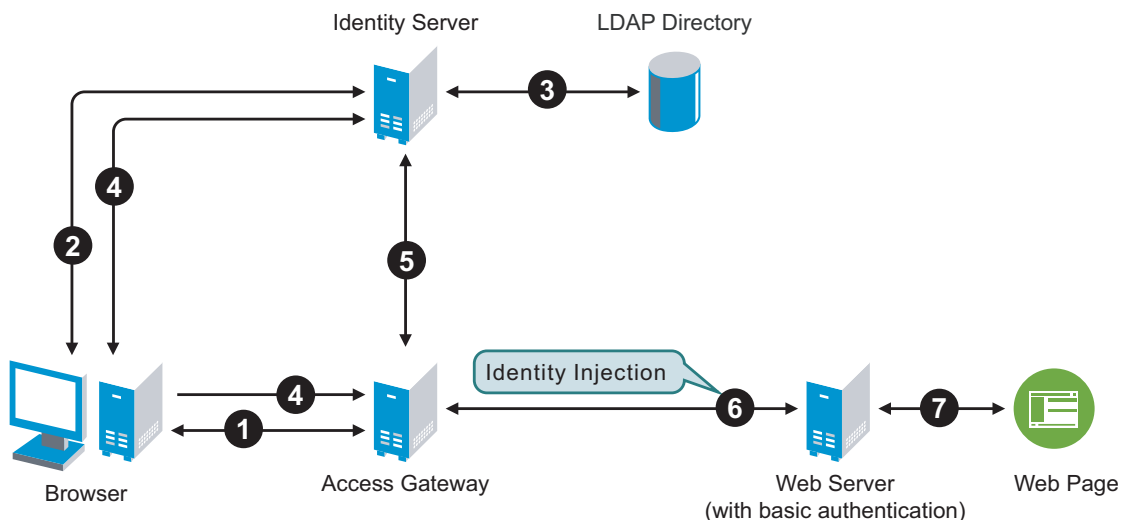 Identity Server
LDAP Directory
3
4
2
5
Identity Injection
4
6
7
1
Browser
Access Gateway
Web Server
(with basic authentication)
Web Page